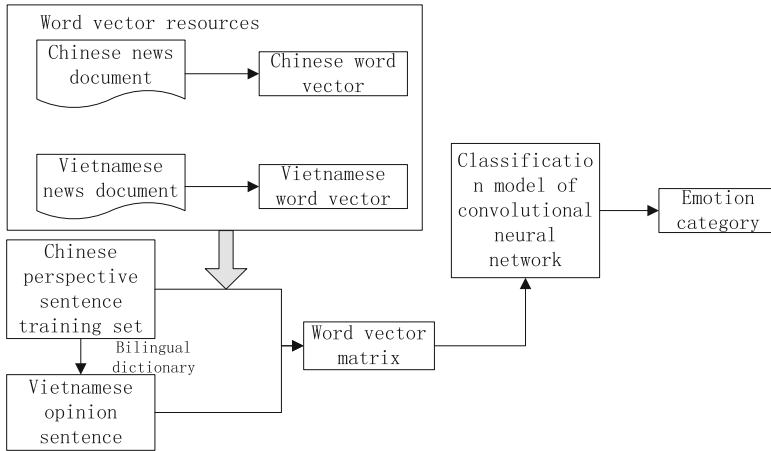 Word vector resources
Chinese news
document
Chinese word
vector
Vietnamese
news document
Vietnamese
word vector
Chinese
perspective
sentence
training set
Bilingual
dictionary
Vietnamese
opinion
sentence
Word vector
matrix
Classificatio
n model of
convolutional
neural
network
Emotion
category